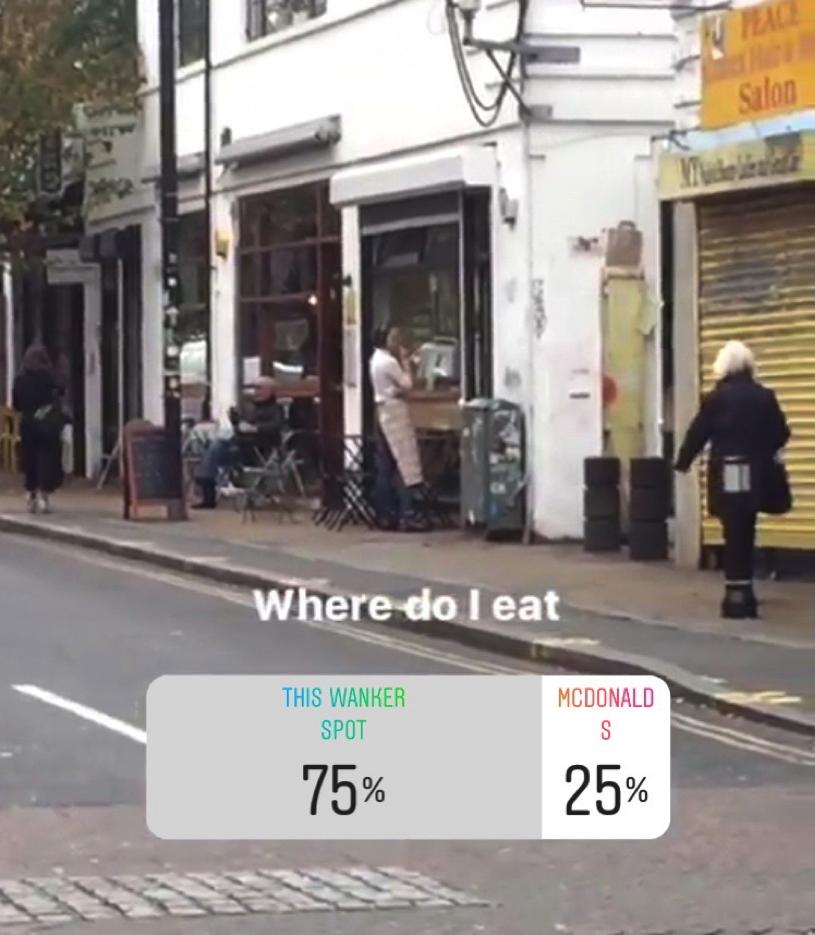 PEACE
Salon
Where do I eat
THIS WANKER
SPOT
75%
MCDONALD
S
25%